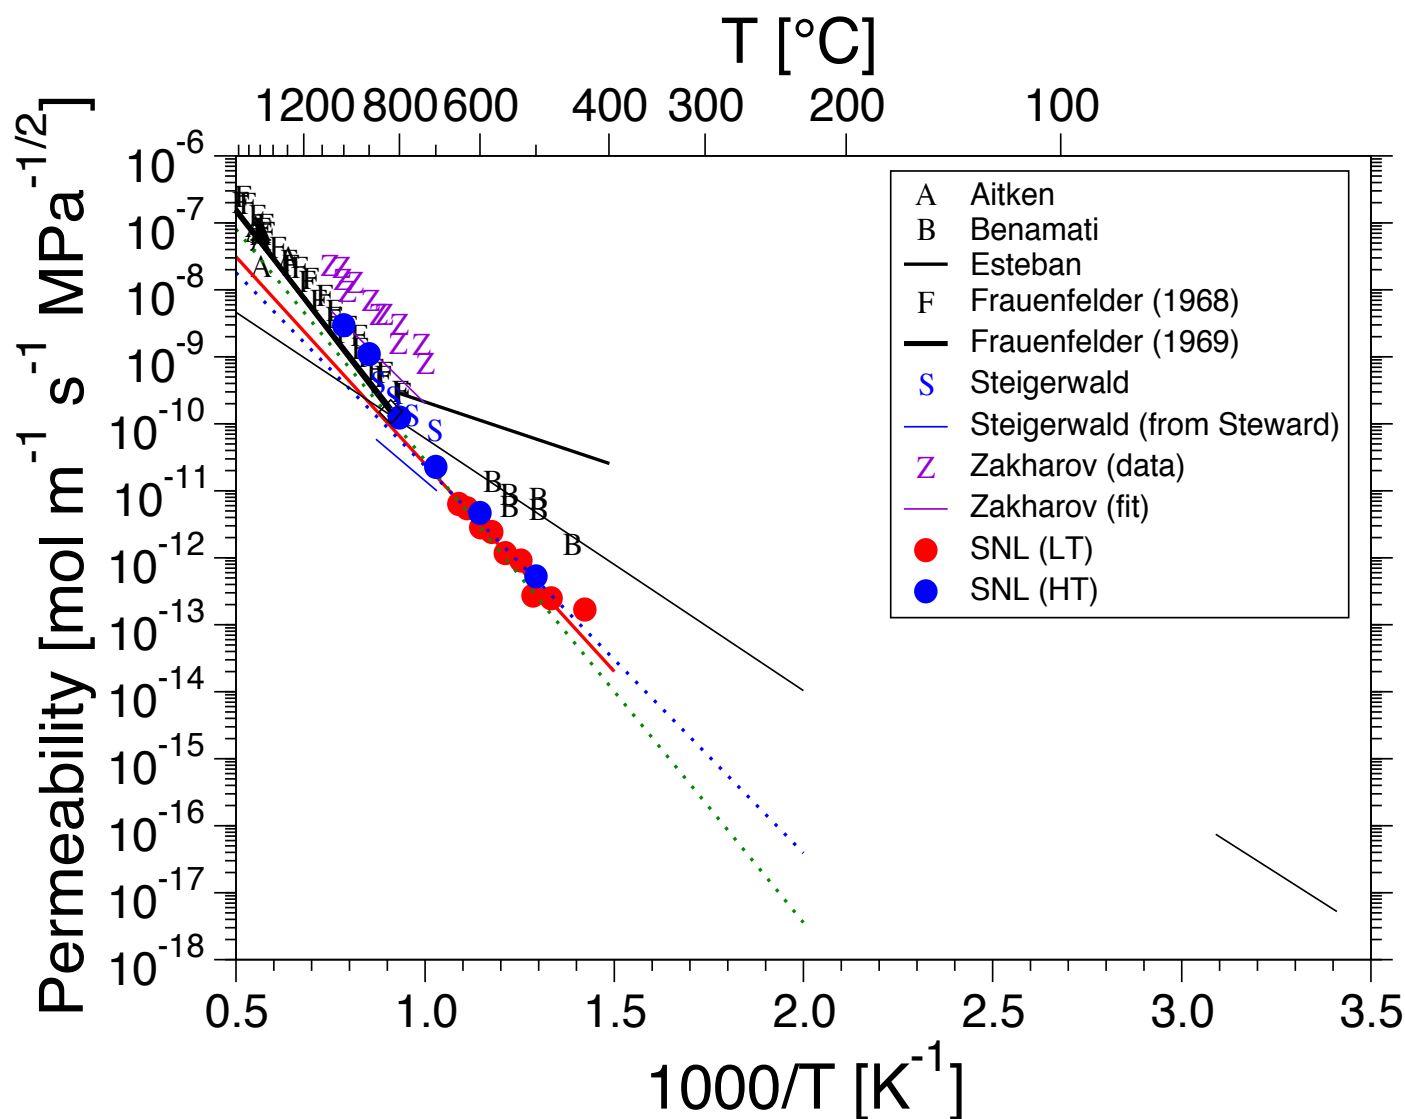 T [°C]
1200 800 600 400 300 200 100
Permeability [mol m⁻¹ s⁻¹ MPa⁻¹/²]
10⁻⁶
10⁻⁷
10⁻⁸
10⁻⁹
10⁻¹⁰
10⁻¹¹
10⁻¹²
10⁻¹³
10⁻¹⁴
10⁻¹⁵
10⁻¹⁶
10⁻¹⁷
10⁻¹⁸
A Aitken
B Benamati
Esteban
F Frauenfelder (1968)
Frauenfelder (1969)
S Steigerwald
Steigerwald (from Steward)
Z Zakharov (data)
Zakharov (fit)
SNL (LT)
SNL (HT)
0.5 1.0 1.5 2.0 2.5 3.0 3.5
1000/T [K⁻¹]